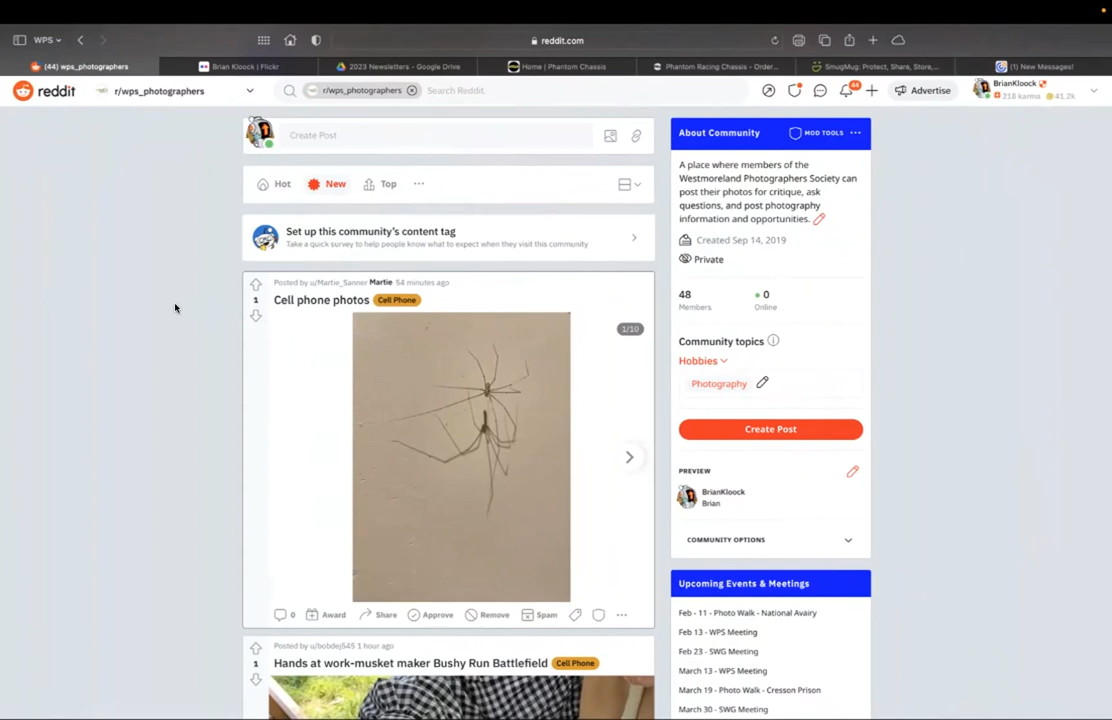 WPS
reddit.com
(44) wps_photographers
Brian Kloock | Flickr
2023 Newsletters - Google Drive
Home | Phantom Chassis
Phantom Racing Chassis - Order...
SmugMug: Protect, Share, Store,...
(1) New Messages!
reddit
r/wps_photographers
r/wps_photographers
Search Reddit
44
Advertise
BrianKloock
218 karma
41.2k
Create Post
Hot
New
Top
Set up this community's content tag
Take a quick survey to help people know what to expect when they visit this community
Posted by u/Martie_Sanner Martie 54 minutes ago
1
Cell phone photos Cell Phone
1/10
0
Award
Share
Approve
Remove
Spam
Posted by u/bobdej545 1 hour ago
1
Hands at work-musket maker Bushy Run Battlefield Cell Phone
About Community
MOD TOOLS
A place where members of the
Westmoreland Photographers Society can
post their photos for critique, ask
questions, and post photography
information and opportunities.
Created Sep 14, 2019
Private
48
Members
0
Online
Community topics
Hobbies
Photography
Create Post
PREVIEW
BrianKloock
Brian
COMMUNITY OPTIONS
Upcoming Events & Meetings
Feb - 11 - Photo Walk - National Avairy
Feb 13 - WPS Meeting
Feb 23 - SWG Meeting
March 13 - WPS Meeting
March 19 - Photo Walk - Cresson Prison
March 30 - SWG Meeting